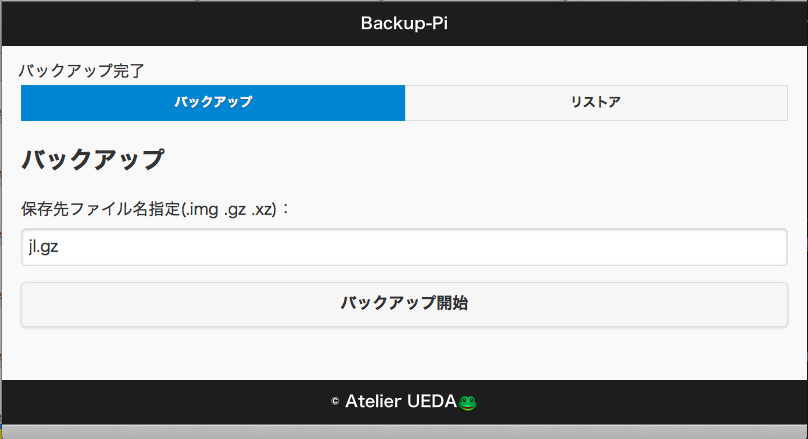 Backup-Pi
バックアップ完了
バックアップ
リストア
バックアップ
保存先ファイル名指定(.img .gz .xz)：
jl.gz
バックアップ開始
© Atelier UEDA🐸